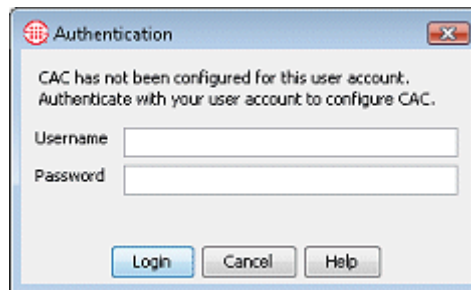 Authentication
CAC has not been configured for this user account.
Authenticate with your user account to configure CAC.
Username
Password
Login Cancel Help